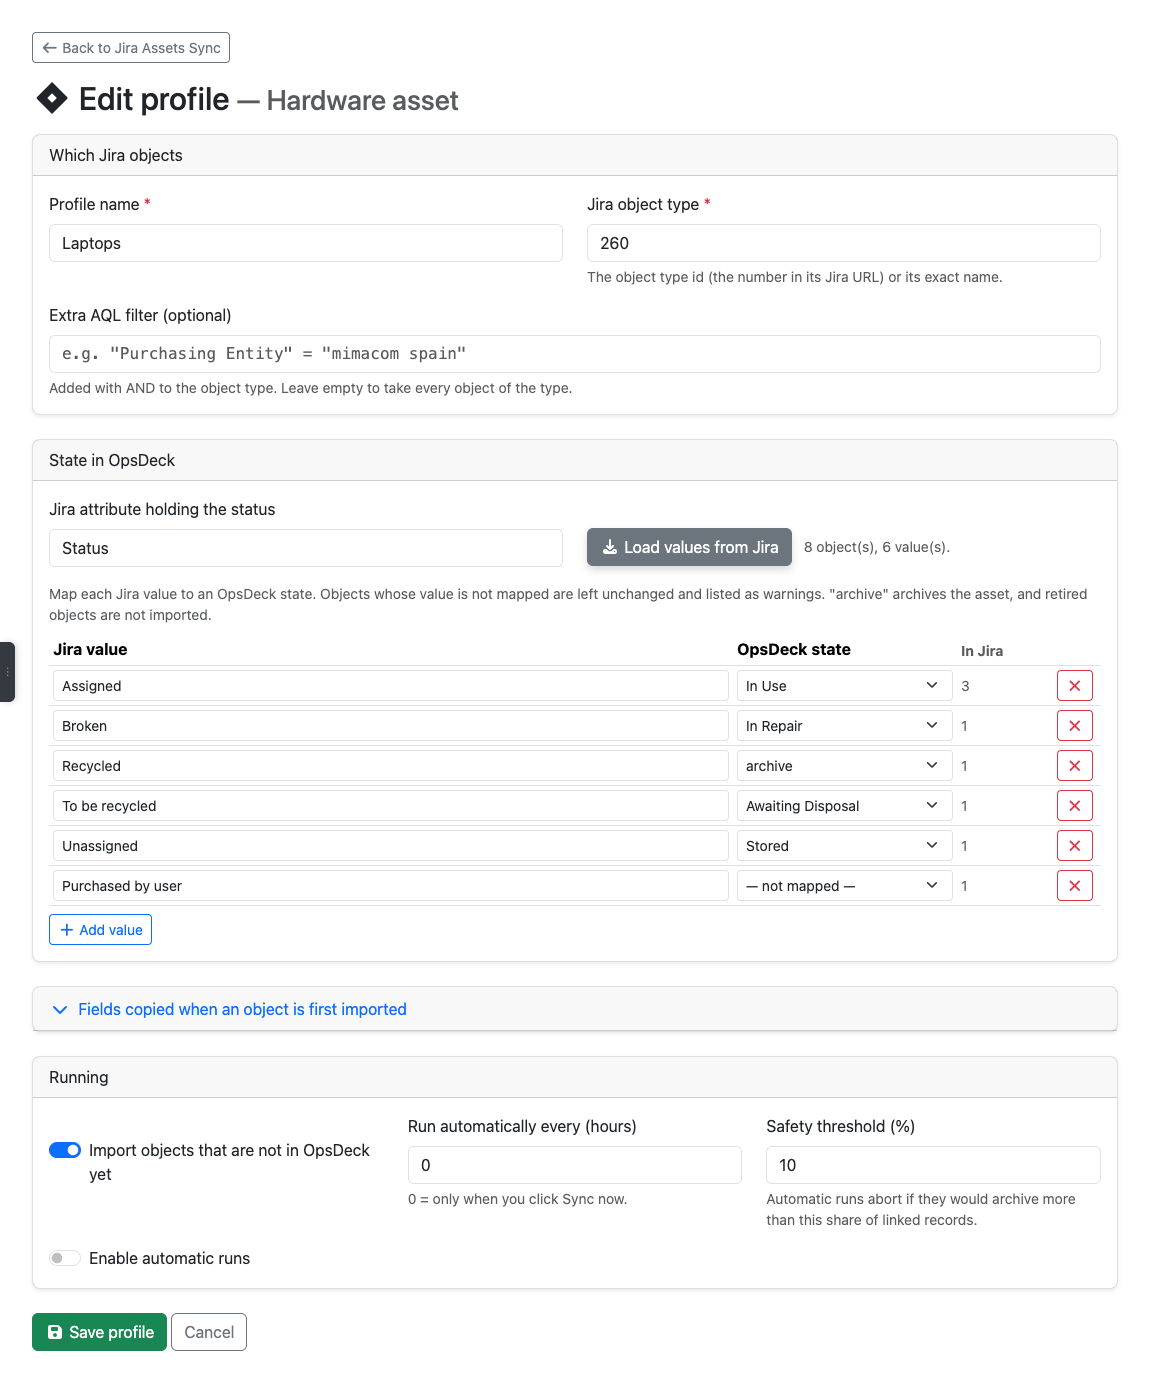 Back to Jira Assets Sync
Edit profile — Hardware asset
Which Jira objects
Profile name *
Jira object type *
Laptops
260
The object type id (the number in its Jira URL) or its exact name.
Extra AQL filter (optional)
e.g. "Purchasing Entity" = "mimacom spain"
Added with AND to the object type. Leave empty to take every object of the type.
State in OpsDeck
Jira attribute holding the status
Status
Load values from Jira
8 object(s), 6 value(s).
Map each Jira value to an OpsDeck state. Objects whose value is not mapped are left unchanged and listed as warnings. "archive" archives the asset, and retired
objects are not imported.
Jira value OpsDeck state In Jira
Assigned In Use 3
Broken In Repair 1
Recycled archive 1
To be recycled Awaiting Disposal 1
Unassigned Stored 1
Purchased by user — not mapped — 1
Add value
Fields copied when an object is first imported
Running
Import objects that are not in OpsDeck
yet
Run automatically every (hours)
0
0 = only when you click Sync now.
Safety threshold (%)
10
Automatic runs abort if they would archive more
than this share of linked records.
Enable automatic runs
Save profile
Cancel